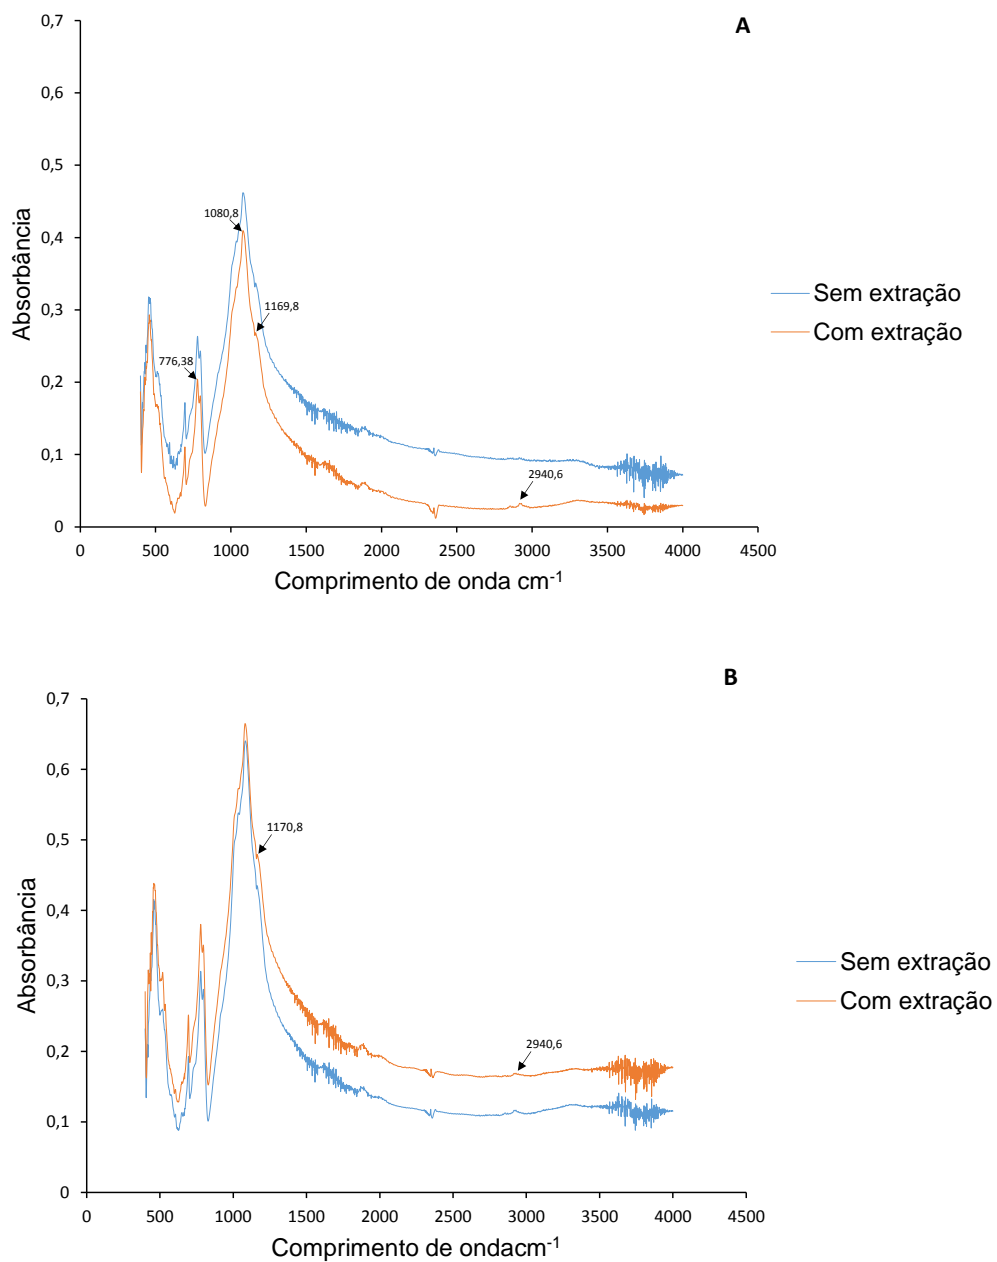 A
0,7
0,6
0,5
0,4
0,3
0,2
0,1
0
Absorbância
1080,8
1169,8
776,38
2940,6
Sem extração
Com extração
0 500 1000 1500 2000 2500 3000 3500 4000 4500
Comprimento de onda cm-1
B
0,7
0,6
0,5
0,4
0,3
0,2
0,1
0
Absorbância
1170,8
2940,6
Sem extração
Com extração
0 500 1000 1500 2000 2500 3000 3500 4000 4500
Comprimento de ondacm-1